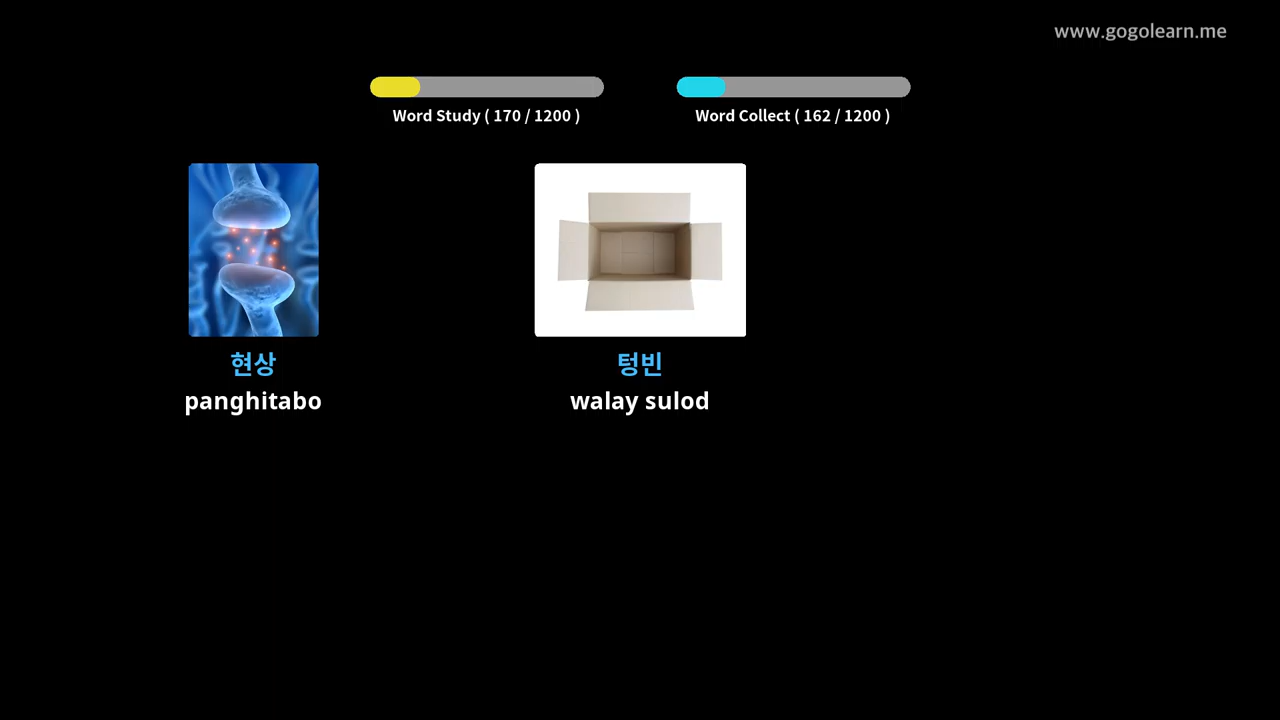 www.gogolearn.me
Word Study ( 170 / 1200 )
Word Collect ( 162 / 1200 )
현상
panghitabo
텅빈
walay sulod